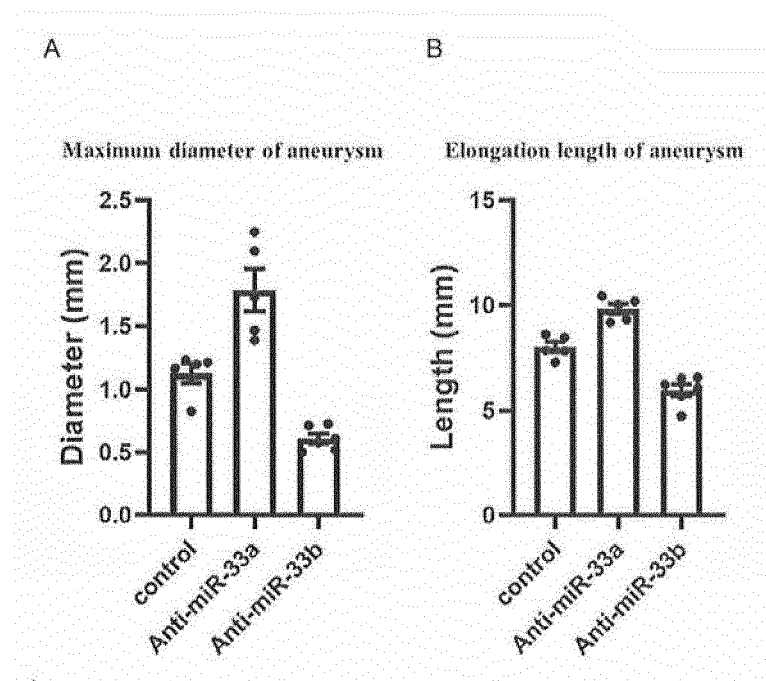 A
Maximum diameter of aneurysm
Diameter (mm)
2.5
2.0
1.5
1.0
0.5
0.0
control
Anti-miR-33a
Anti-miR-33b
B
Elongation length of aneurysm
Length (mm)
15
10
5
0
control
Anti-miR-33a
Anti-miR-33b